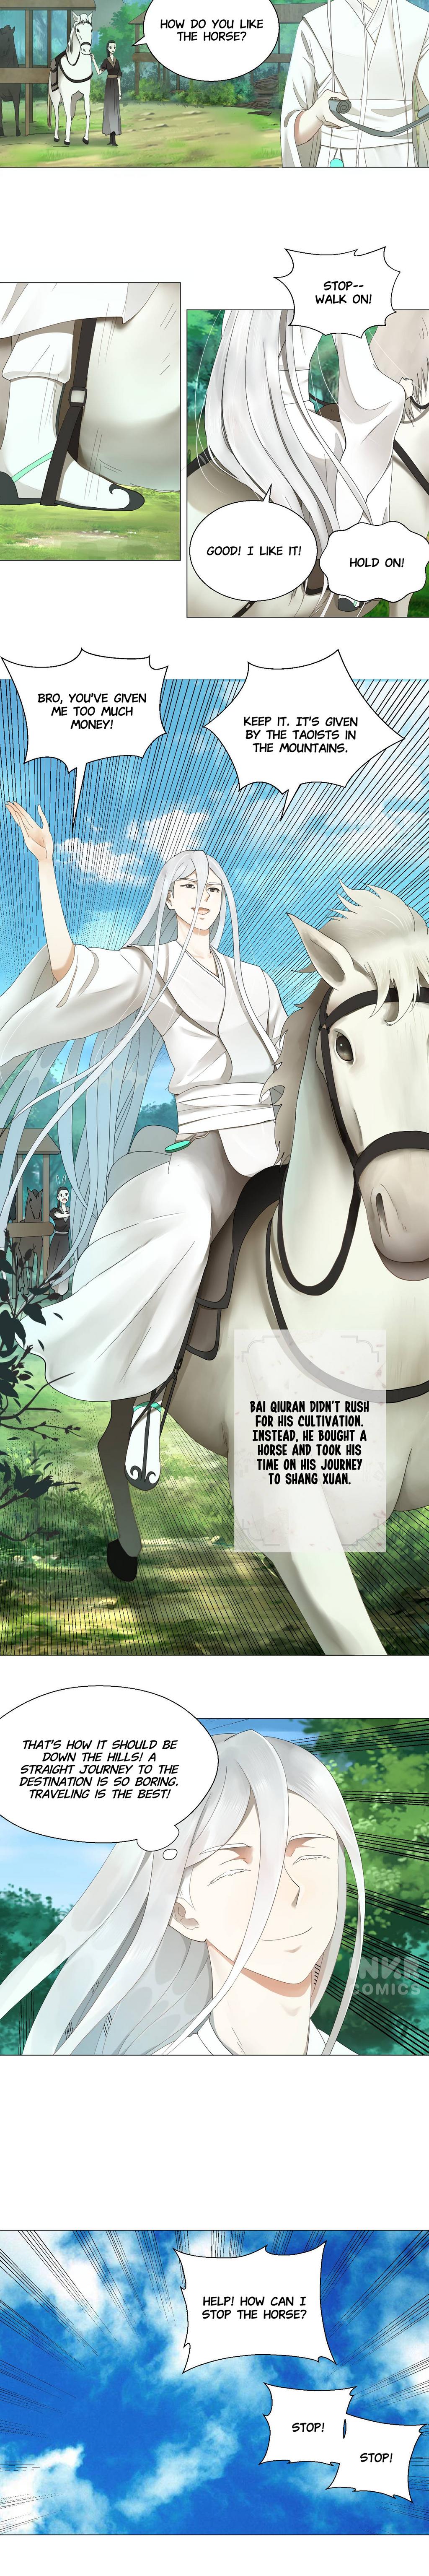 HOW DO YOU LIKE
THE HORSE?
STOP--
WALK ON!
GOOD! I LIKE IT!
HOLD ON!
BRO, YOU'VE GIVEN
ME TOO MUCH
MONEY!
KEEP IT. IT'S GIVEN
BY THE TAOISTS IN
THE MOUNTAINS.
BAI QIURAN DIDN'T RUSH
FOR HIS CULTIVATION.
INSTEAD, HE BOUGHT A
HORSE AND TOOK HIS
TIME ON HIS JOURNEY
TO SHANG XUAN.
THAT'S HOW IT SHOULD BE
DOWN THE HILLS! A
STRAIGHT JOURNEY TO THE
DESTINATION IS SO BORING.
TRAVELING IS THE BEST!
COMICS
HELP! HOW CAN I
STOP THE HORSE?
STOP!
STOP!